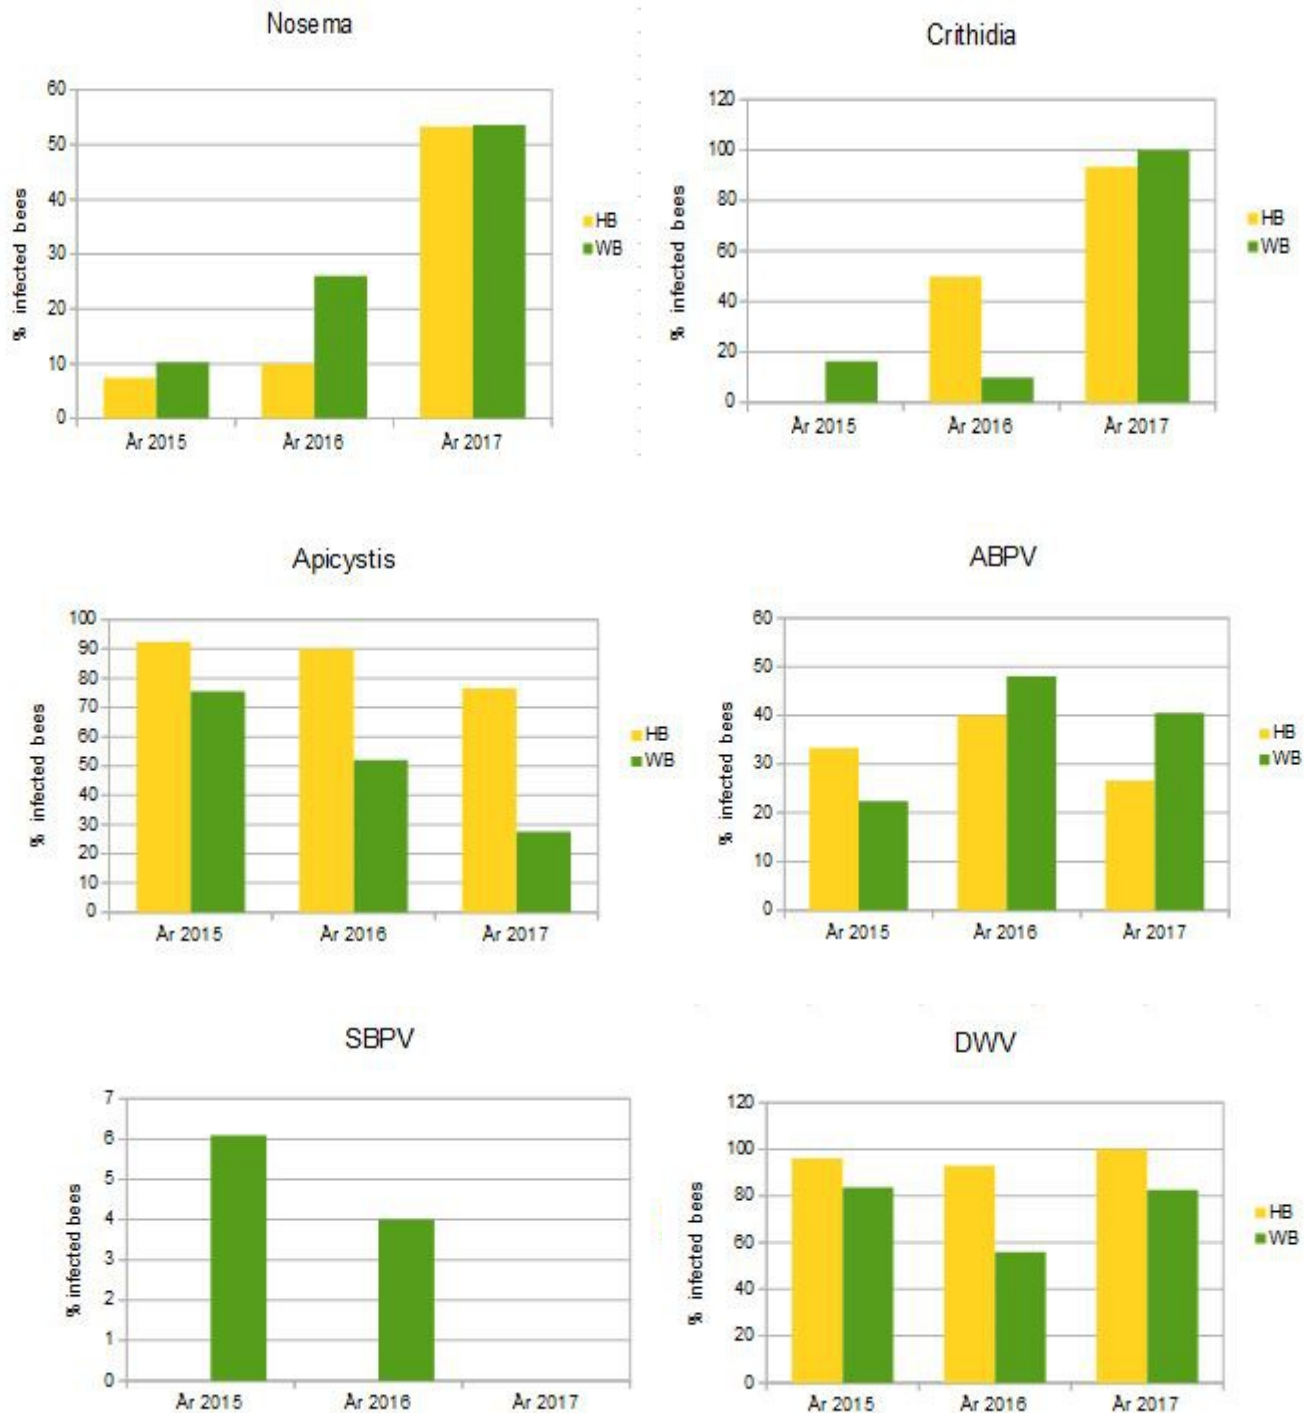 Nosema
60
50
40
30
20
10
0
% infected bees
År 2015
År 2016
År 2017
HB
WB
Crithidia
120
100
80
60
40
20
0
% infected bees
År 2015
År 2016
År 2017
HB
WB
Apicystis
100
90
80
70
60
50
40
30
20
10
0
% infected bees
År 2015
År 2016
År 2017
HB
WB
ABPV
60
50
40
30
20
10
0
% infected bees
År 2015
År 2016
År 2017
HB
WB
SBPV
7
6
5
4
3
2
1
0
% infected bees
År 2015
År 2016
År 2017
DWV
120
100
80
60
40
20
0
% infected bees
År 2015
År 2016
År 2017
HB
WB